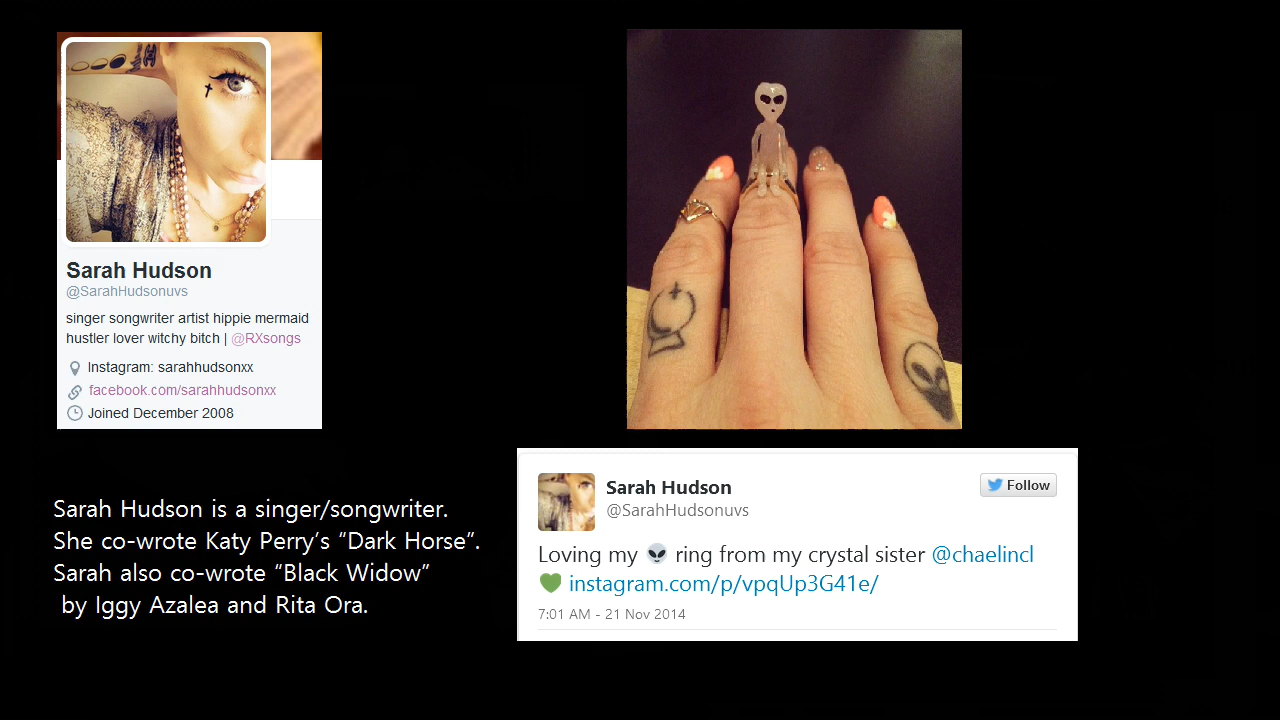 Sarah Hudson
@SarahHudsonuvs
singer songwriter artist hippie mermaid
hustler lover witchy bitch | @RXsongs
Instagram: sarahhudsonxx
facebook.com/sarahhudsonxx
Joined December 2008
Sarah Hudson is a singer/songwriter.
She co-wrote Katy Perry’s “Dark Horse”.
Sarah also co-wrote “Black Widow”
by Iggy Azalea and Rita Ora.
Sarah Hudson
@SarahHudsonuvs
Follow
Loving my 👽 ring from my crystal sister @chaelincl
💚 instagram.com/p/vpqUp3G41e/
7:01 AM - 21 Nov 2014